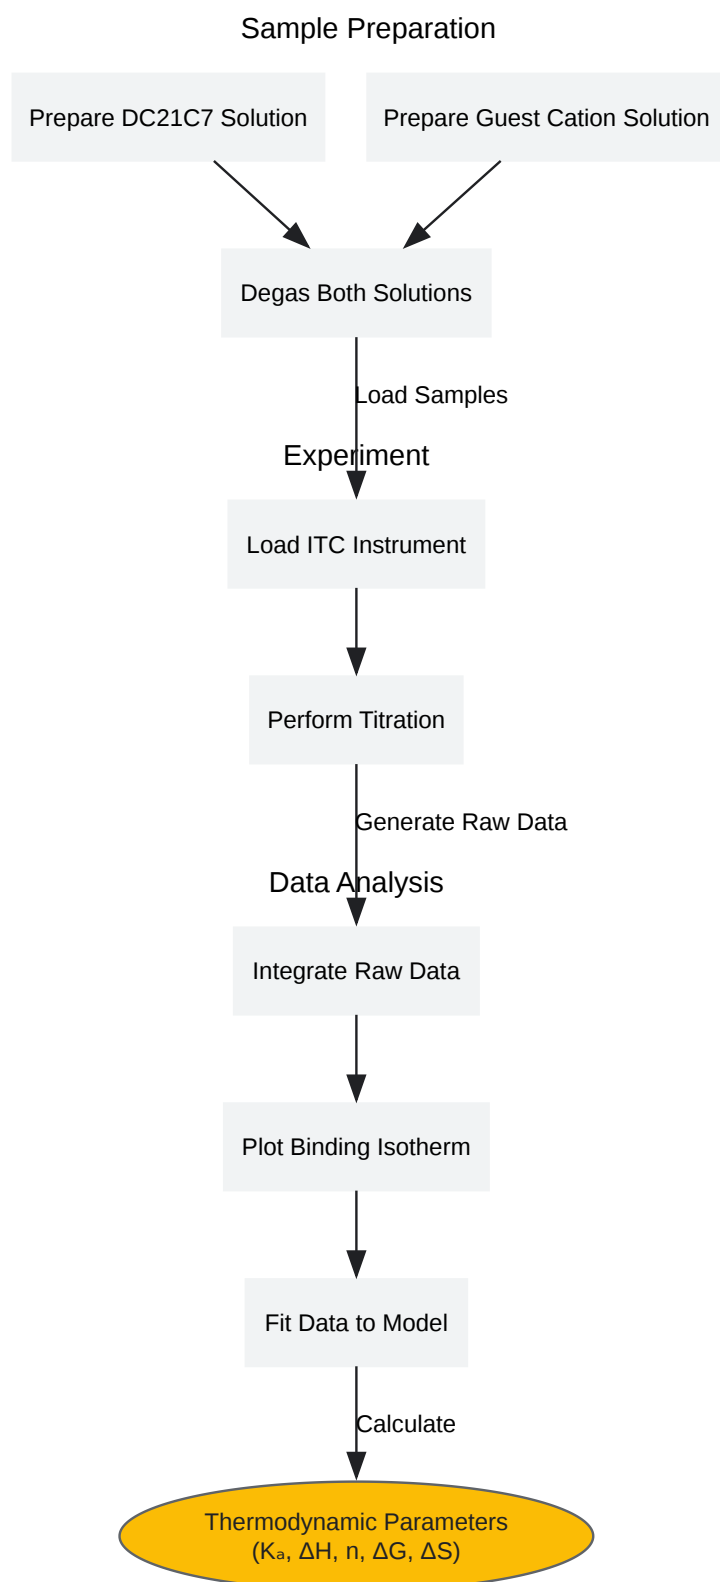 Sample Preparation
Prepare DC21C7 Solution
Prepare Guest Cation Solution
Degas Both Solutions
Load Samples
Experiment
Load ITC Instrument
Perform Titration
Generate Raw Data
Data Analysis
Integrate Raw Data
Plot Binding Isotherm
Fit Data to Model
Calculate
Thermodynamic Parameters
(Kₐ, ΔH, n, ΔG, ΔS)